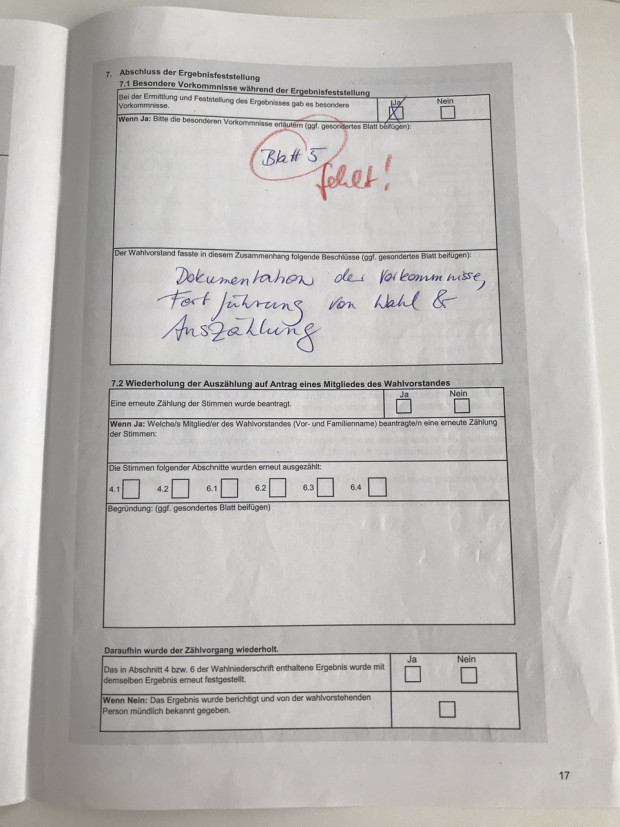 7. Abschluss der Ergebnisfeststellung
7.1 Besondere Vorkommnisse während der Ergebnisfeststellung
Bei der Ermittlung und Feststellung des Ergebnisses gab es besondere
Vorkommnisse.
Ja
Nein
Wenn Ja: Bitte die besonderen Vorkommnisse erläutern (ggf. gesondertes Blatt beifügen):
Blatt 5
fehlt!
Der Wahlvorstand fasste in diesem Zusammenhang folgende Beschlüsse (ggf. gesondertes Blatt beifügen):
Dokumentation der Vorkommnisse,
Fortführung von Wahl &
Auszählung
7.2 Wiederholung der Auszählung auf Antrag eines Mitgliedes des Wahlvorstandes
Eine erneute Zählung der Stimmen wurde beantragt.
Ja
Nein
Wenn Ja: Welche/s Mitglied/er des Wahlvorstandes (Vor- und Familienname) beantragte/n eine erneute Zählung
der Stimmen:
Die Stimmen folgender Abschnitte wurden erneut ausgezählt:
4.1 4.2 6.1 6.2 6.3 6.4
Begründung: (ggf. gesondertes Blatt beifügen)
Daraufhin wurde der Zählvorgang wiederholt.
Das in Abschnitt 4 bzw. 6 der Wahlniederschrift enthaltene Ergebnis wurde mit
demselben Ergebnis erneut festgestellt.
Ja
Nein
Wenn Nein: Das Ergebnis wurde berichtigt und von der wahlvorstehenden
Person mündlich bekannt gegeben.
17